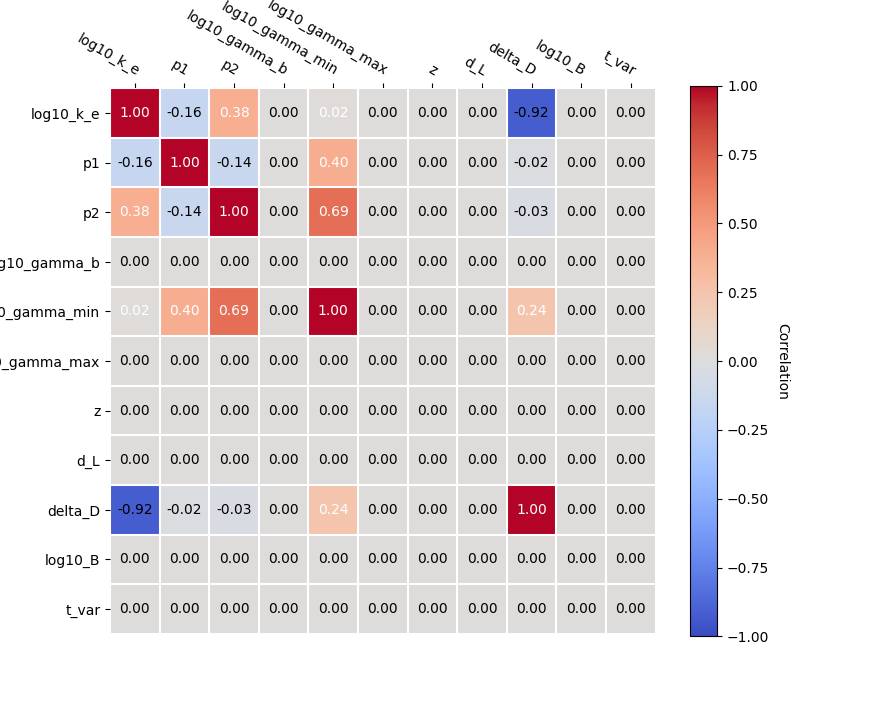 log10_k_e p1 p2 log10_gamma_b log10_gamma_min log10_gamma_max z d_L delta_D log10_B t_var
log10_k_e 1.00 -0.16 0.38 0.00 0.02 0.00 0.00 0.00 -0.92 0.00 0.00
p1 -0.16 1.00 -0.14 0.00 0.40 0.00 0.00 0.00 -0.02 0.00 0.00
p2 0.38 -0.14 1.00 0.00 0.69 0.00 0.00 0.00 -0.03 0.00 0.00
g10_gamma_b 0.00 0.00 0.00 0.00 0.00 0.00 0.00 0.00 0.00 0.00 0.00
0_gamma_min 0.02 0.40 0.69 0.00 1.00 0.00 0.00 0.00 0.24 0.00 0.00
0_gamma_max 0.00 0.00 0.00 0.00 0.00 0.00 0.00 0.00 0.00 0.00 0.00
z 0.00 0.00 0.00 0.00 0.00 0.00 0.00 0.00 0.00 0.00 0.00
d_L 0.00 0.00 0.00 0.00 0.00 0.00 0.00 0.00 0.00 0.00 0.00
delta_D -0.92 -0.02 -0.03 0.00 0.24 0.00 0.00 0.00 1.00 0.00 0.00
log10_B 0.00 0.00 0.00 0.00 0.00 0.00 0.00 0.00 0.00 0.00 0.00
t_var 0.00 0.00 0.00 0.00 0.00 0.00 0.00 0.00 0.00 0.00 0.00
1.00
0.75
0.50
0.25
0.00
−0.25
−0.50
−0.75
−1.00
Correlation